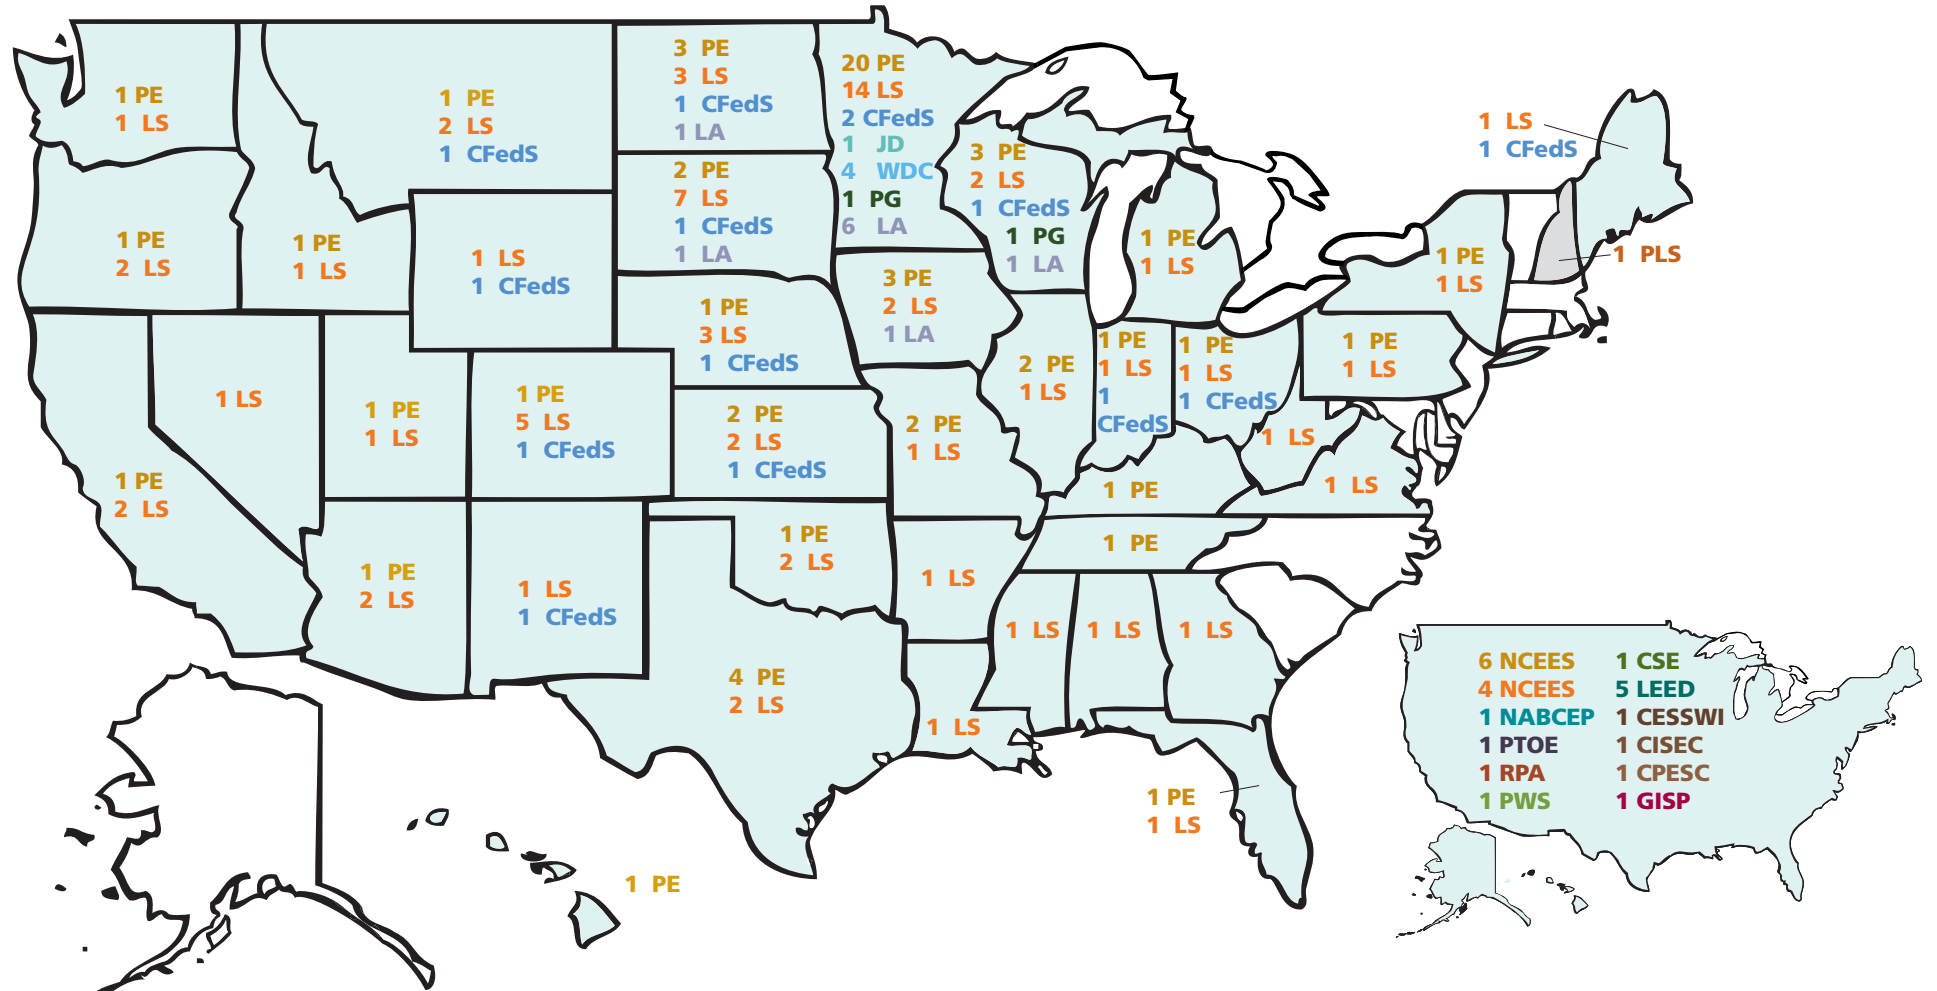 1 PE
1 LS
1 PE
2 LS
1 CFedS
3 PE
3 LS
1 CFedS
1 LA
20 PE
14 LS
2 CFedS
1 JD
4 WDC
1 PG
6 LA
3 PE
2 LS
1 CFedS
1 PG
1 LA
1 LS
1 CFedS
1 PLS
1 PE
2 LS
1 PE
1 LS
1 LS
1 CFedS
2 PE
7 LS
1 CFedS
1 LA
1 PE
1 LS
1 PE
1 LS
1 PE
3 LS
1 CFedS
3 PE
2 LS
1 LA
2 PE
1 LS
1 PE
1 LS
1
CFedS
1 PE
1 LS
1 CFedS
1 PE
1 LS
1 LS
1 PE
1 LS
1 PE
5 LS
1 CFedS
2 PE
2 LS
1 CFedS
2 PE
1 LS
1 LS
1 LS
1 PE
1 PE
2 LS
1 PE
1 PE
2 LS
1 LS
1 CFedS
1 PE
2 LS
1 LS
1 LS
1 LS
1 LS
4 PE
2 LS
1 LS
1 PE
1 LS
1 PE
6 NCEES
4 NCEES
1 NABCEP
1 PTOE
1 RPA
1 PWS
1 CSE
5 LEED
1 CESSWI
1 CISEC
1 CPESC
1 GISP